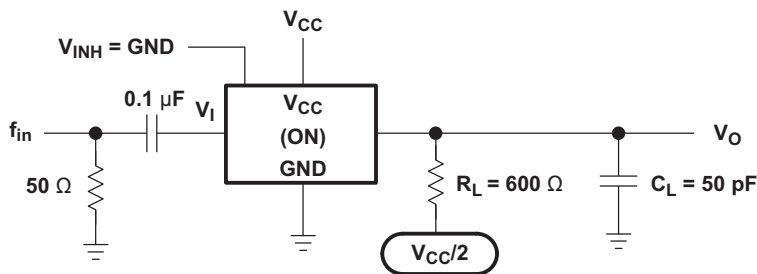 V_CC
V_INH = GND
0.1 µF
V_I
V_CC
f_in
(ON)
V_O
GND
50 Ω
R_L = 600 Ω
C_L = 50 pF
V_CC/2